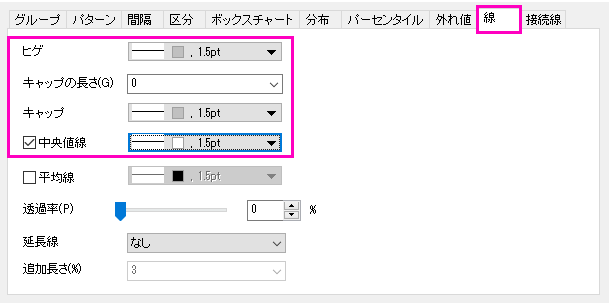 グループ パターン 間隔 区分 ボックスチャート 分布 パーセンタイル 外れ値 線 接続線
ヒゲ , 1.5pt
キャップの長さ(G) 0
キャップ , 1.5pt
中央値線 , 1.5pt
平均線 , 1.5pt
透過率(P) 0 %
延長線 なし
追加長さ(%) 3